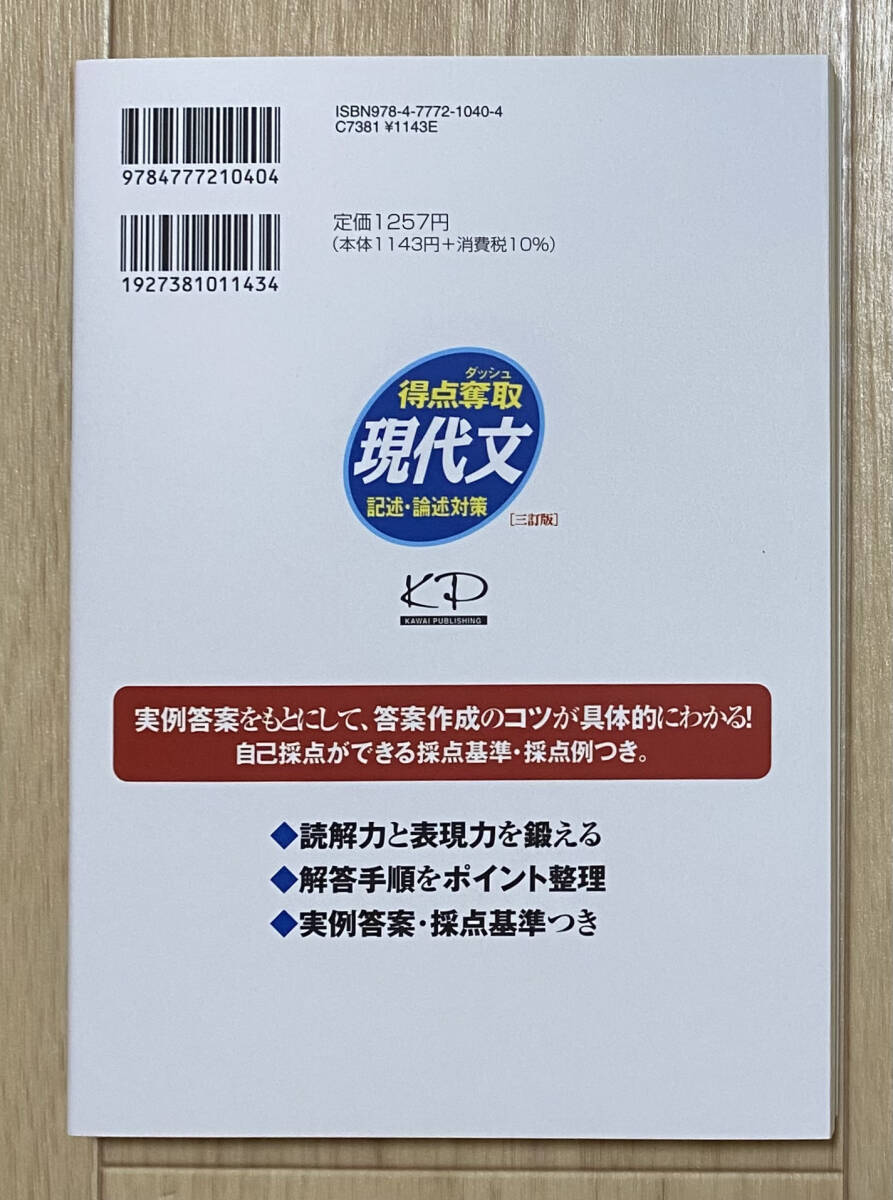 ISBN978-4-7772-1040-4
C7381 ¥1143E
9784777210404
定価1257円
(本体1143円+消費税10%)
1927381011434
ダッシュ
得点奪取
現代文
記述・論述対策
[三訂版]
KP
KAWAI PUBLISHING
実例答案をもとにして、答案作成のコツが具体的にわかる!
自己採点ができる採点基準・採点例つき。
◆読解力と表現力を鍛える
◆解答手順をポイント整理
◆実例答案・採点基準つき